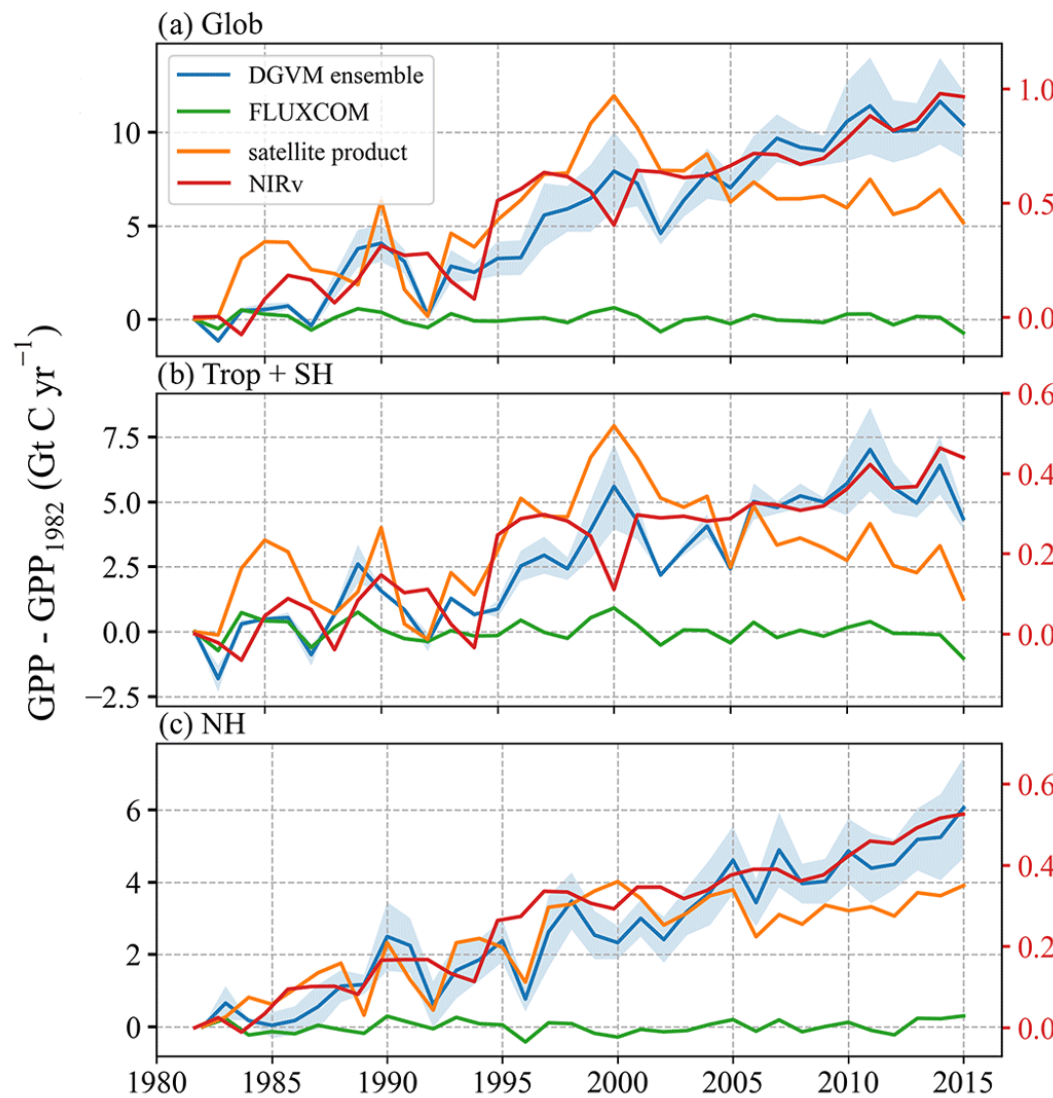 (a) Glob
DGVM ensemble
FLUXCOM
satellite product
NIRv
10
5
0
1.0
0.5
0.0
(b) Trop + SH
7.5
5.0
2.5
0.0
−2.5
0.6
0.4
0.2
0.0
(c) NH
6
4
2
0
0.6
0.4
0.2
0.0
1980 1985 1990 1995 2000 2005 2010 2015
GPP - GPP1982 (Gt C yr−1)